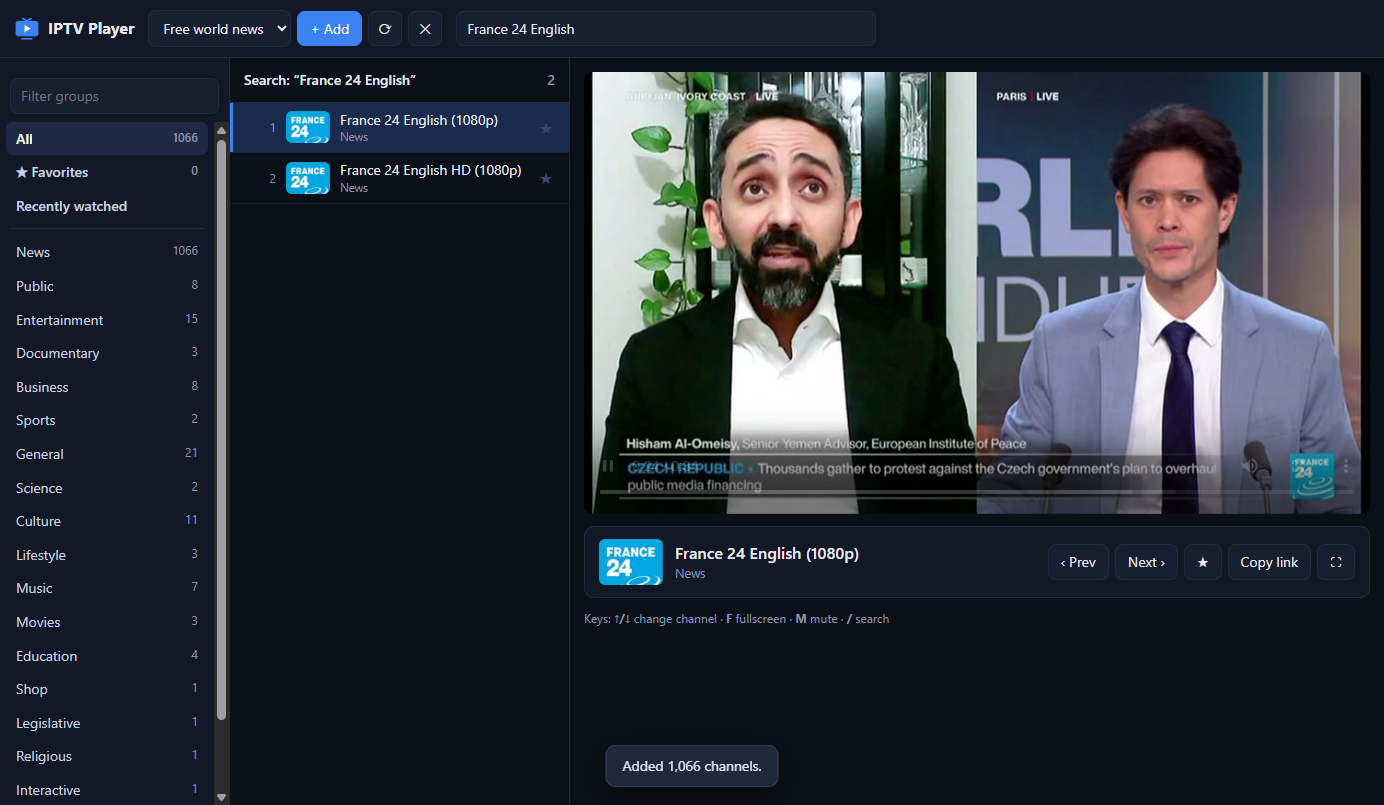 IPTV Player
Free world news
+ Add
France 24 English
Filter groups
All 1066
★ Favorites 0
Recently watched
News 1066
Public 8
Entertainment 15
Documentary 3
Business 8
Sports 2
General 21
Science 2
Culture 11
Lifestyle 3
Music 7
Movies 3
Education 4
Shop 1
Legislative 1
Religious 1
Interactive 1
Search: “France 24 English” 2
1 FRANCE 24 France 24 English (1080p) ★
News
2 FRANCE 24 France 24 English HD (1080p) ★
News
IVORY COAST LIVE
PARIS LIVE
Hisham Al-Omeisy, Senior Yemen Advisor, European Institute of Peace
CZECH REPUBLIC • Thousands gather to protest against the Czech government's plan to overhaul
public media financing
FRANCE
24
FRANCE
24
France 24 English (1080p)
News
‹ Prev
Next ›
★
Copy link
Keys: ↑/↓ change channel · F fullscreen · M mute · / search
Added 1,066 channels.